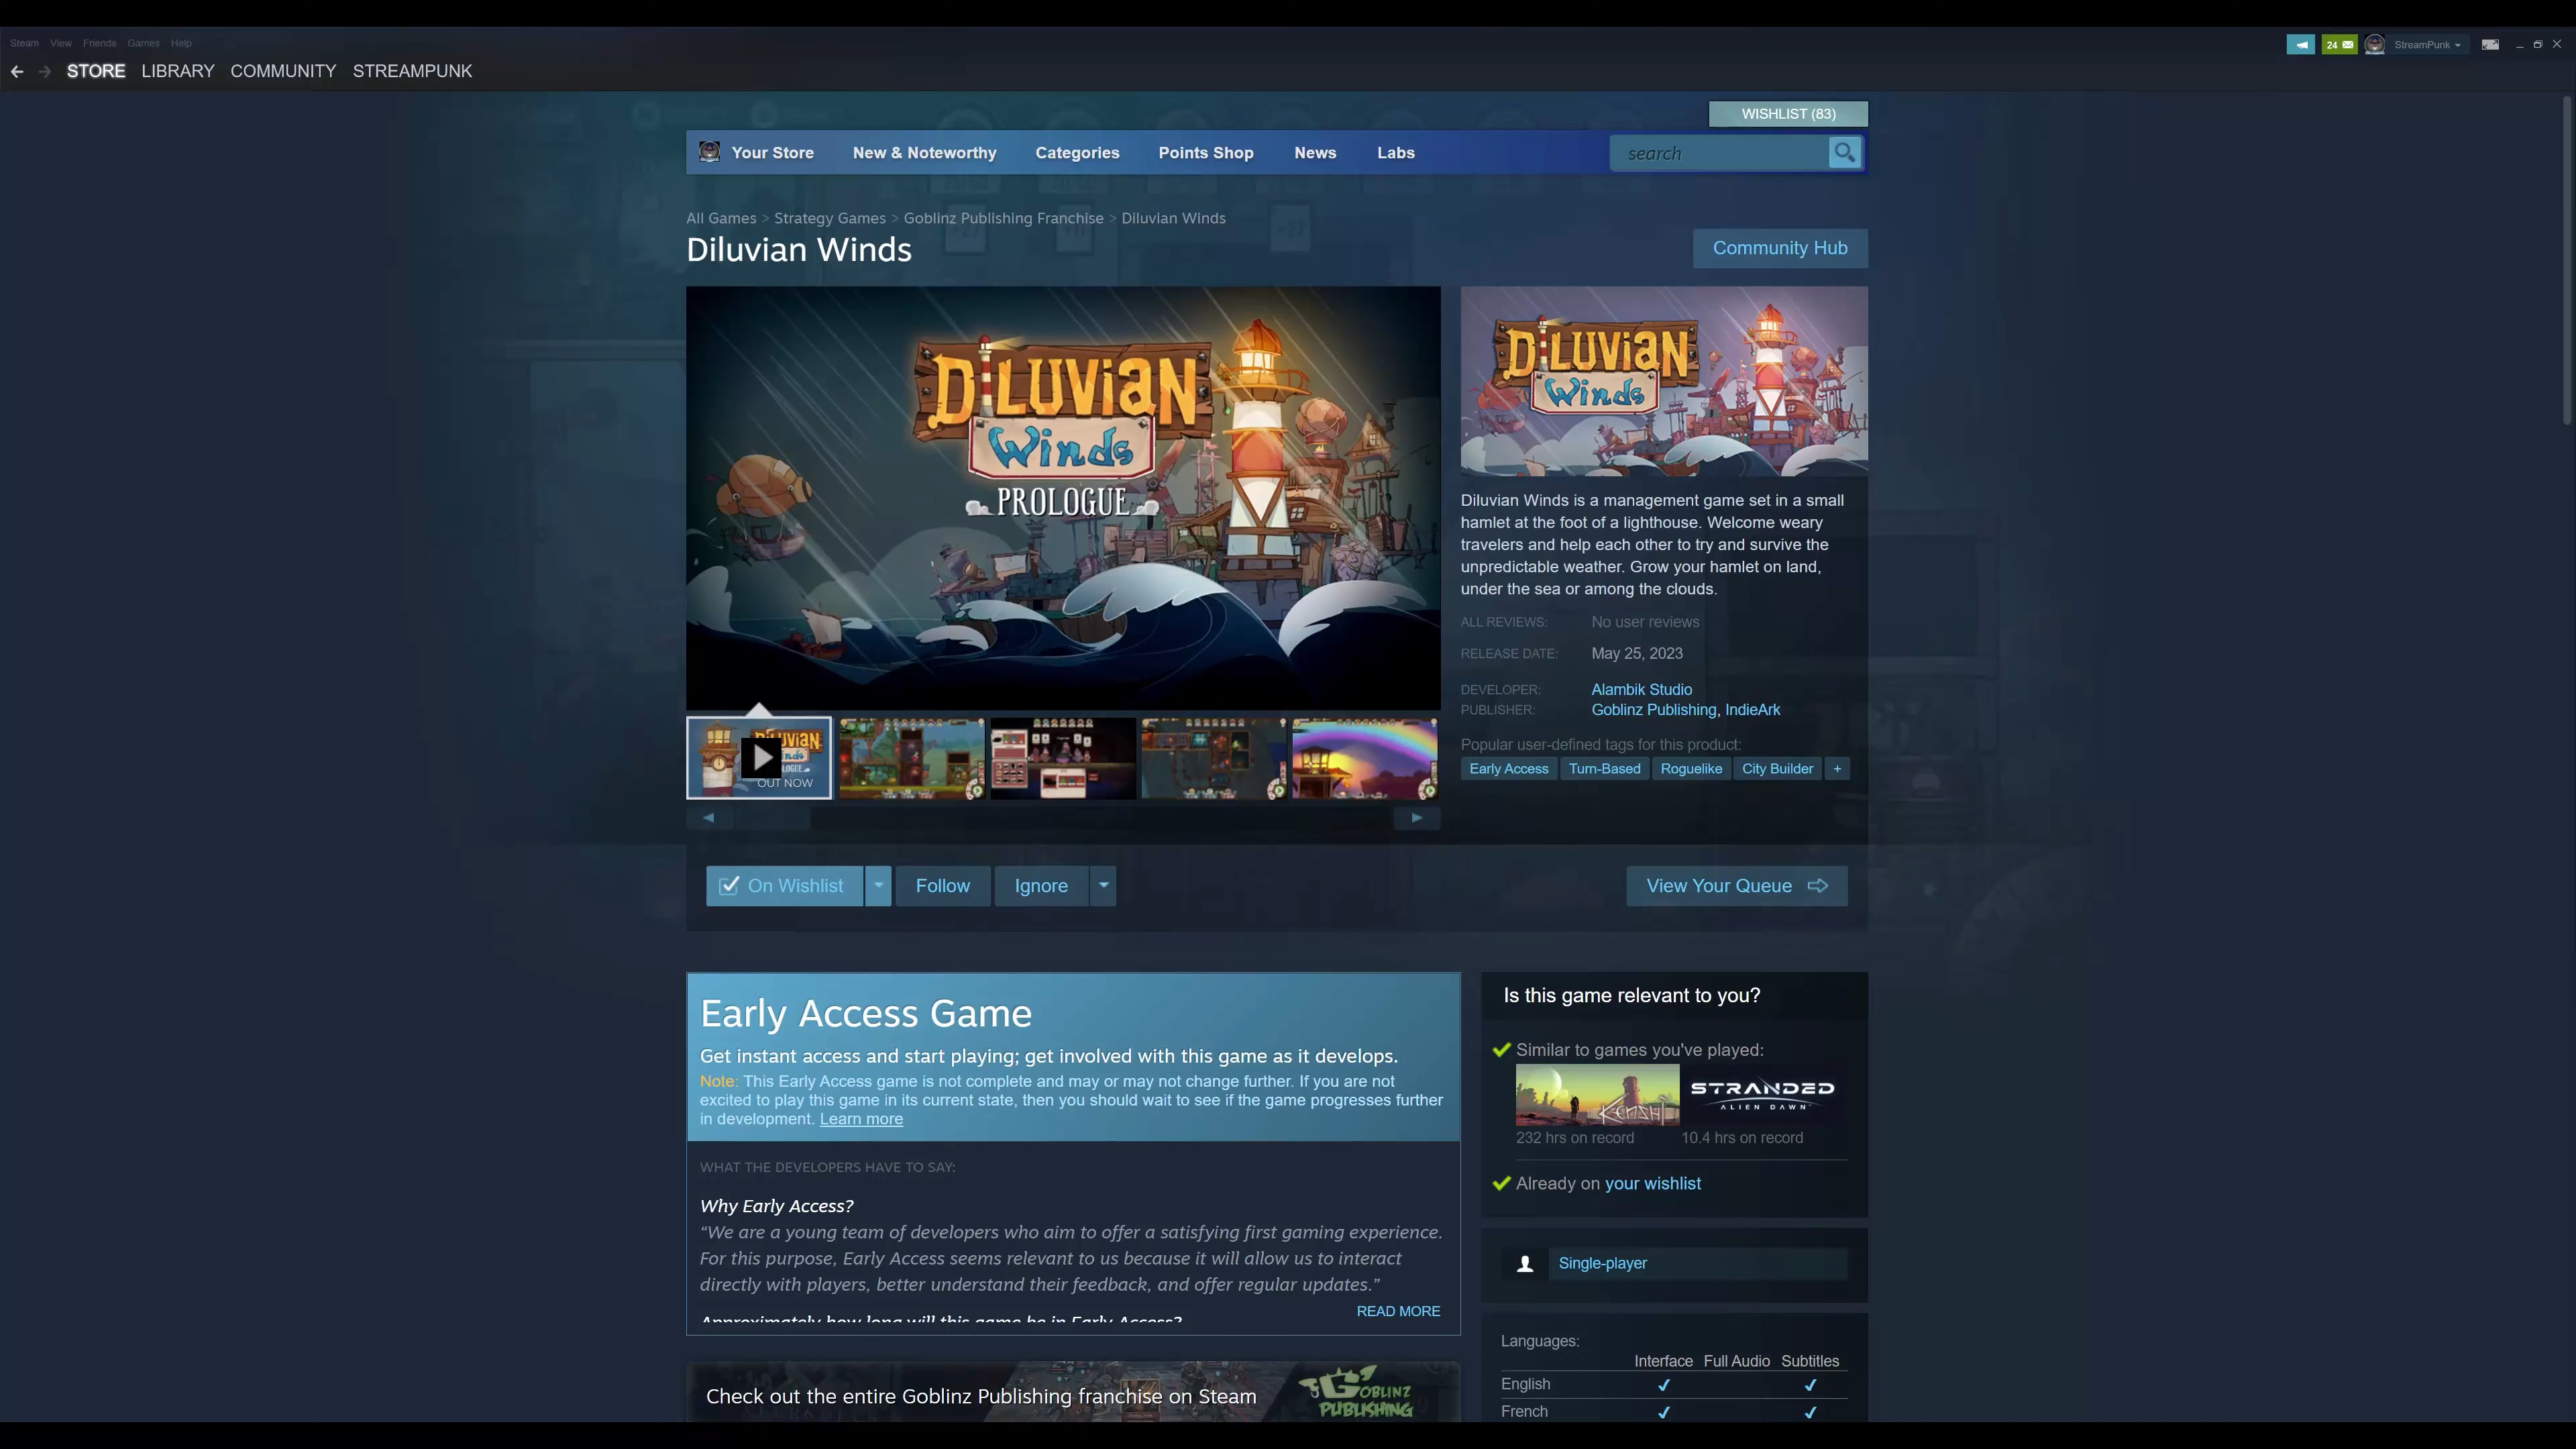 Steam View Friends Games Help
24
StreamPunk
STORE LIBRARY COMMUNITY STREAMPUNK
WISHLIST (83)
Your Store New & Noteworthy Categories Points Shop News Labs
search
All Games > Strategy Games > Goblinz Publishing Franchise > Diluvian Winds
Diluvian Winds
Community Hub
DiLUViAN
Winds
PROLOGUE
DiLUViAN
Winds
Diluvian Winds is a management game set in a small
hamlet at the foot of a lighthouse. Welcome weary
travelers and help each other to try and survive the
unpredictable weather. Grow your hamlet on land,
under the sea or among the clouds.
ALL REVIEWS: No user reviews
RELEASE DATE: May 25, 2023
DEVELOPER: Alambik Studio
PUBLISHER: Goblinz Publishing, IndieArk
Popular user-defined tags for this product:
Early Access Turn-Based Roguelike City Builder +
OUT NOW
On Wishlist Follow Ignore
View Your Queue
Early Access Game
Get instant access and start playing; get involved with this game as it develops.
Note: This Early Access game is not complete and may or may not change further. If you are not
excited to play this game in its current state, then you should wait to see if the game progresses further
in development. Learn more
WHAT THE DEVELOPERS HAVE TO SAY:
Why Early Access?
“We are a young team of developers who aim to offer a satisfying first gaming experience.
For this purpose, Early Access seems relevant to us because it will allow us to interact
directly with players, better understand their feedback, and offer regular updates.”
Approximately how long will this game be in Early Access?
READ MORE
Check out the entire Goblinz Publishing franchise on Steam
GOBLINZ
PUBLISHING
Is this game relevant to you?
Similar to games you've played:
KENSHI
STRANDED
ALIEN DAWN
232 hrs on record 10.4 hrs on record
Already on your wishlist
Single-player
Languages:
Interface Full Audio Subtitles
English ✔ ✔
French ✔ ✔